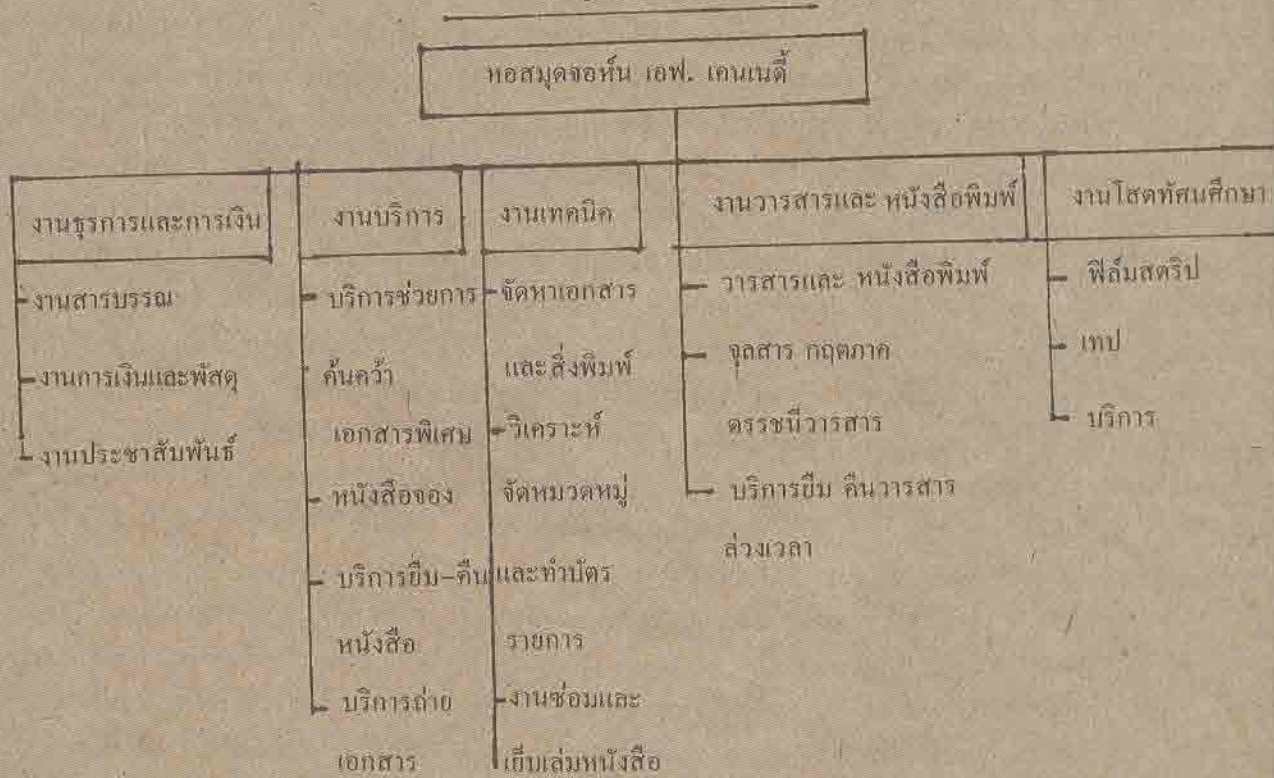 หอสมุดจอห์น เอฟ. เคนเนดี้
งานธุรการและการเงิน
งานสารบรรณ
งานการเงินและพัสดุ
งานประชาสัมพันธ์
งานบริการ
บริการช่วยการ
ค้นคว้า
เอกสารพิเศษ
หนังสือจอง
บริการยืม-คืน
หนังสือ
บริการถ่าย
เอกสาร
งานเทคนิค
จัดหาเอกสาร
และสิ่งพิมพ์
วิเคราะห์
จัดหมวดหมู่
และทำบัตร
รายการ
งานซ่อมและ
เย็บเล่มหนังสือ
งานวารสารและ หนังสือพิมพ์
วารสารและ หนังสือพิมพ์
จุลสาร กฤตภาค
ดรรชนีวารสาร
บริการยืม คืนวารสาร
ล่วงเวลา
งานโสตทัศนศึกษา
ฟิล์มสตริป
เทป
บริการ